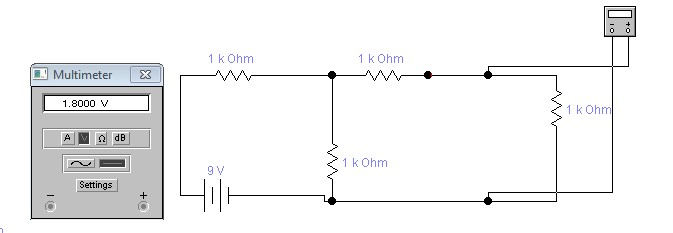 Multimeter
1.8000 V
A V Ω dB
Settings
− +
1 k Ohm
1 k Ohm
1 k Ohm
1 k Ohm
9 V
− +